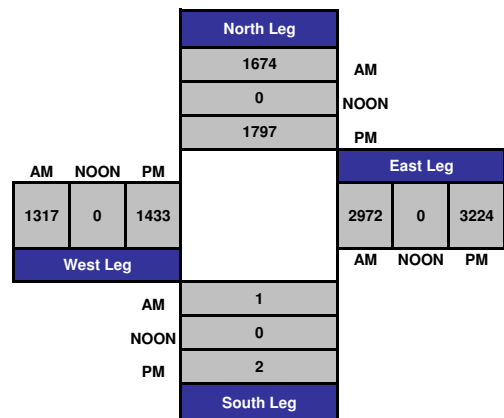 North Leg
1674 AM
0 NOON
1797 PM
AM NOON PM East Leg
1317 0 1433 2972 0 3224
West Leg AM NOON PM
AM 1
NOON 0
PM 2
South Leg